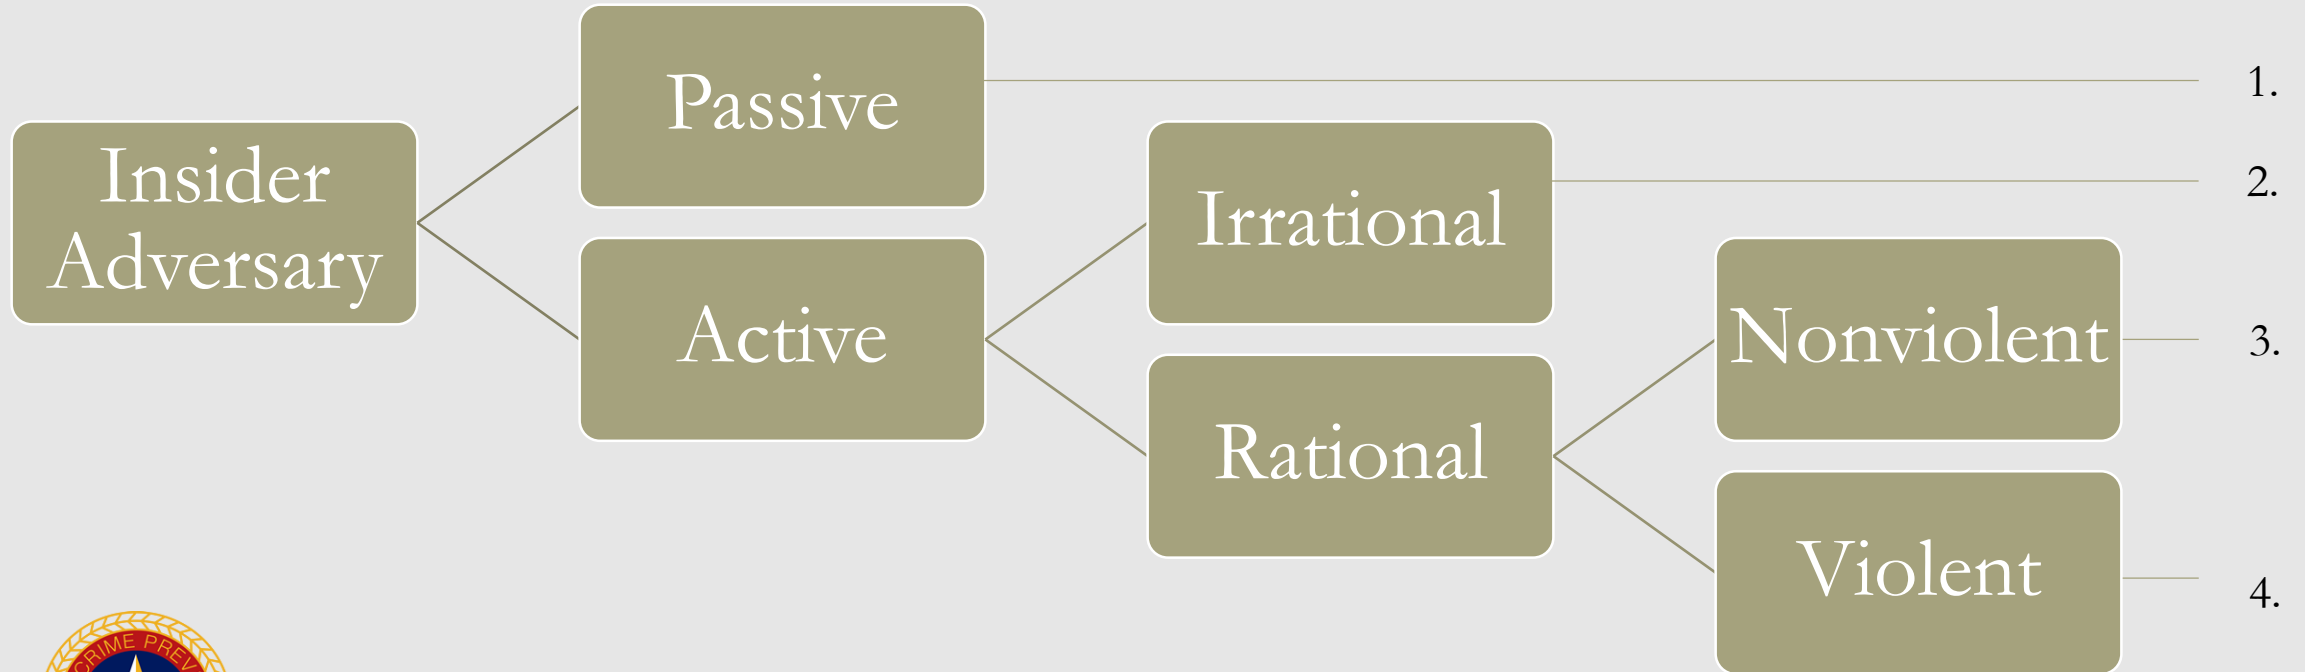 Passive
1.
Insider
Adversary
Irrational
2.
Active
Nonviolent
3.
Rational
Violent
4.
CRIME PREV